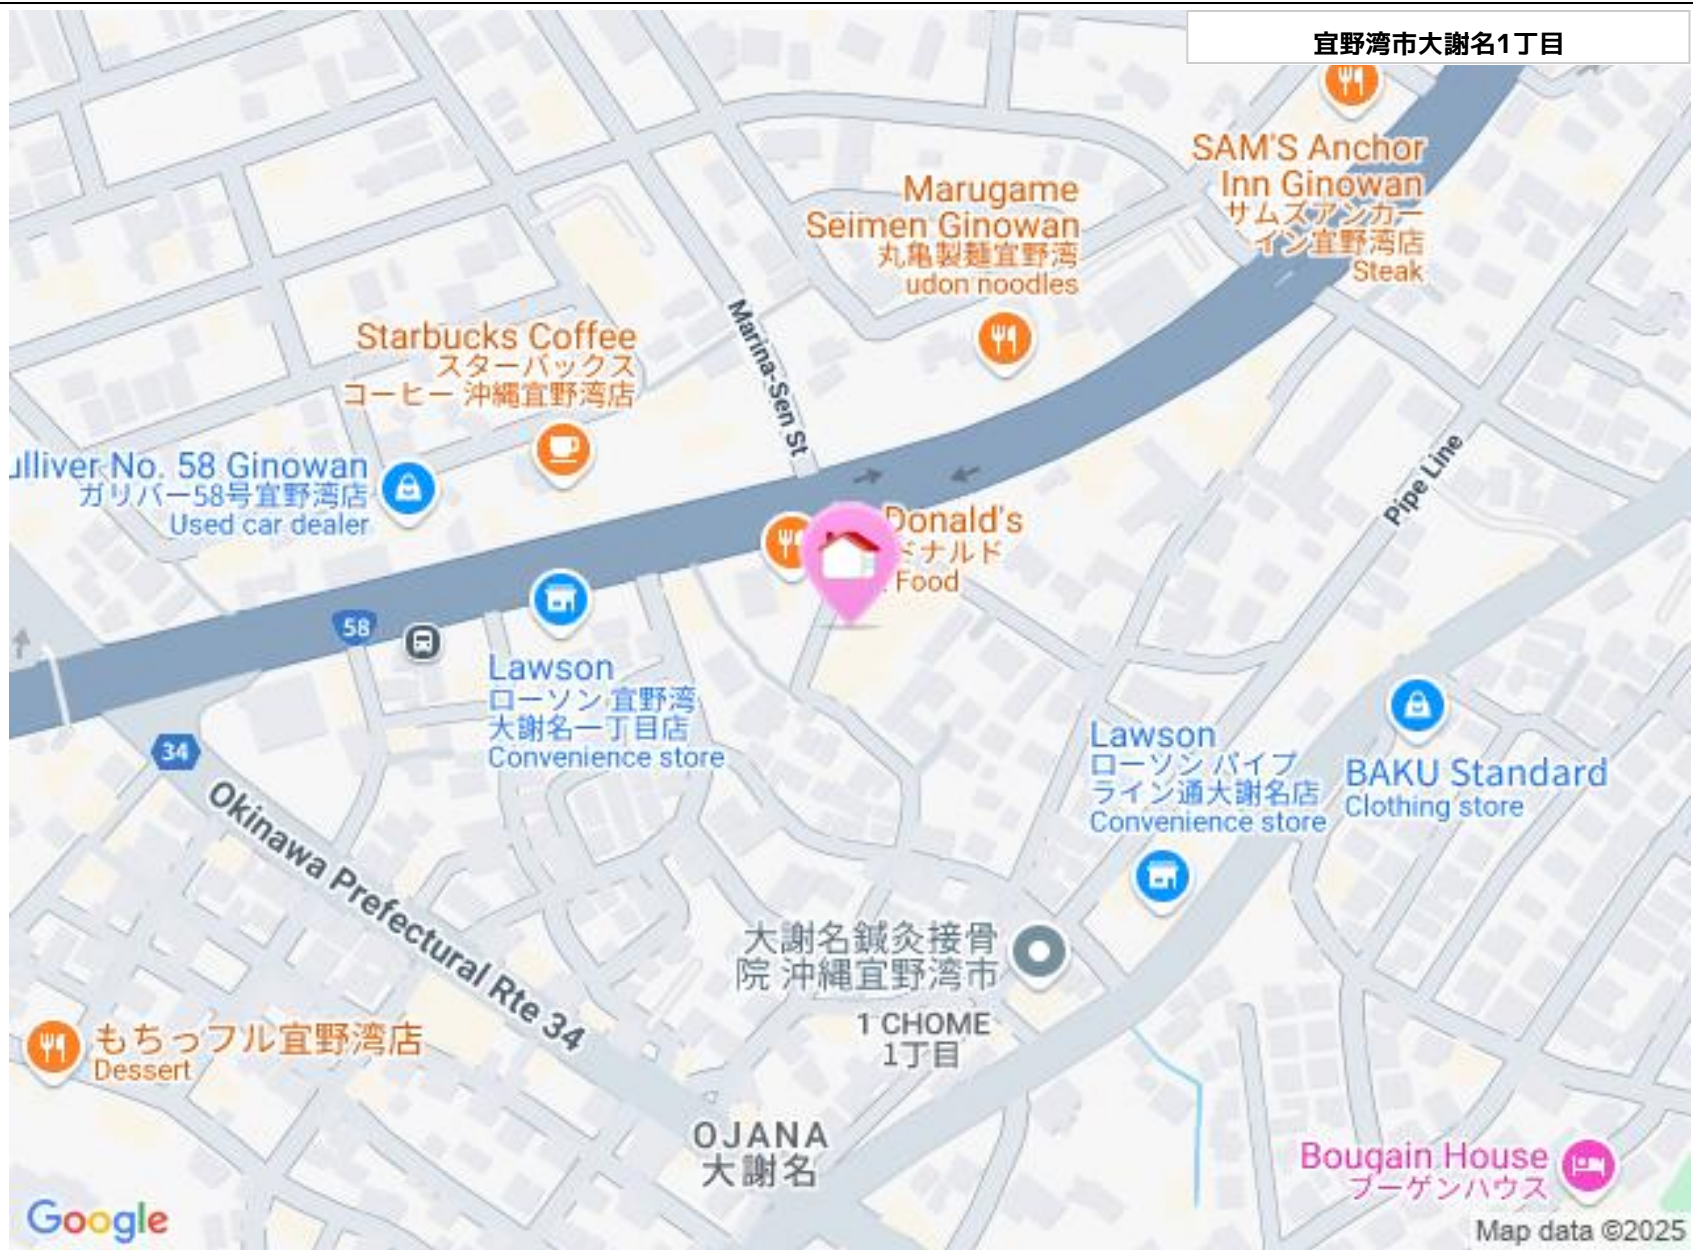 宜野湾市大謝名1丁目
SAM'S Anchor
Inn Ginowan
サムズアンカー
イン宜野湾店
Steak
Marugame
Seimen Ginowan
丸亀製麺宜野湾
udon noodles
Marina-Sen St
Starbucks Coffee
スターバックス
コーヒー 沖縄宜野湾店
ulliver No. 58 Ginowan
ガリバー58号宜野湾店
Used car dealer
Pipe Line
Donald's
ドナルド
Food
58
Lawson
ローソン 宜野湾
大謝名一丁目店
Convenience store
34
Okinawa Prefectural Rte 34
Lawson
ローソン パイプ
ライン通大謝名店
Convenience store
BAKU Standard
Clothing store
大謝名鍼灸接骨
院 沖縄宜野湾市
1 CHOME
1丁目
もちっフル宜野湾店
Dessert
OJANA
大謝名
Bougain House
ブーゲンハウス
Google
Map data ©2025